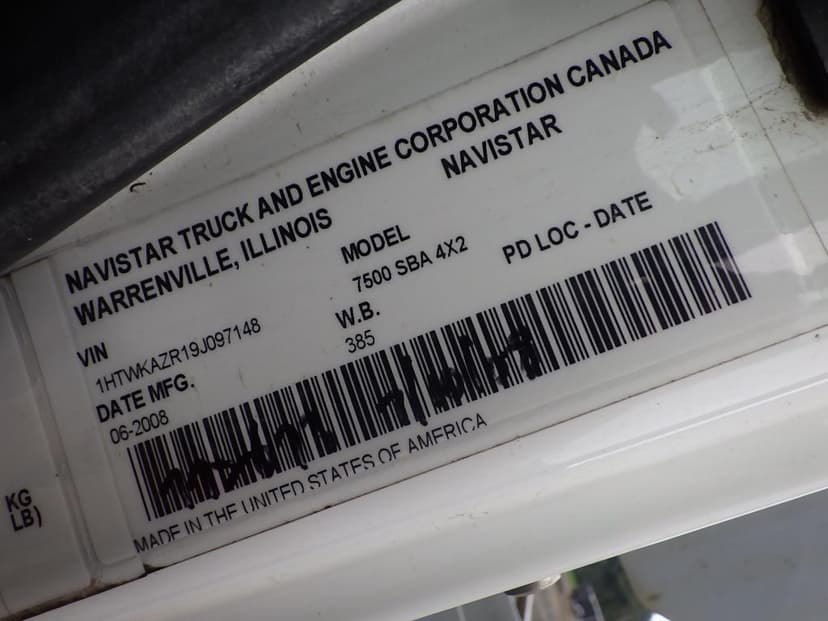 NAVISTAR TRUCK AND ENGINE CORPORATION CANADA
WARRENVILLE, ILLINOIS NAVISTAR
VIN MODEL PD LOC - DATE
1HTWKAZR19J097148 7500 SBA 4X2
DATE MFG. W.B.
06-2008 385
MADE IN THE UNITED STATES OF AMERICA
KG
LB)